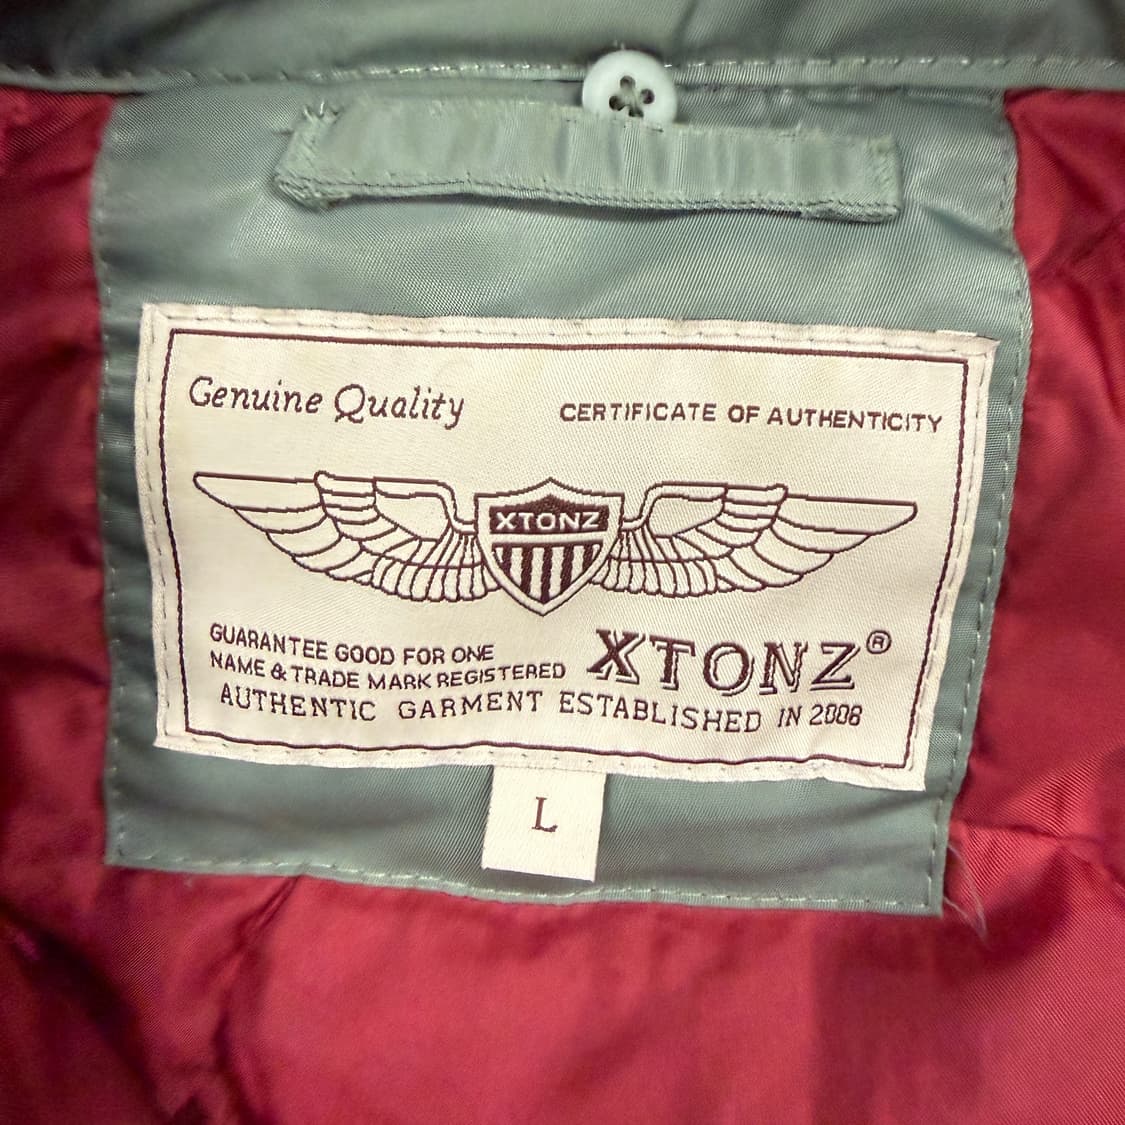 Genuine Quality
CERTIFICATE OF AUTHENTICITY
XTONZ
GUARANTEE GOOD FOR ONE
NAME & TRADE MARK REGISTERED
XTONZ®
AUTHENTIC GARMENT ESTABLISHED IN 2008
L